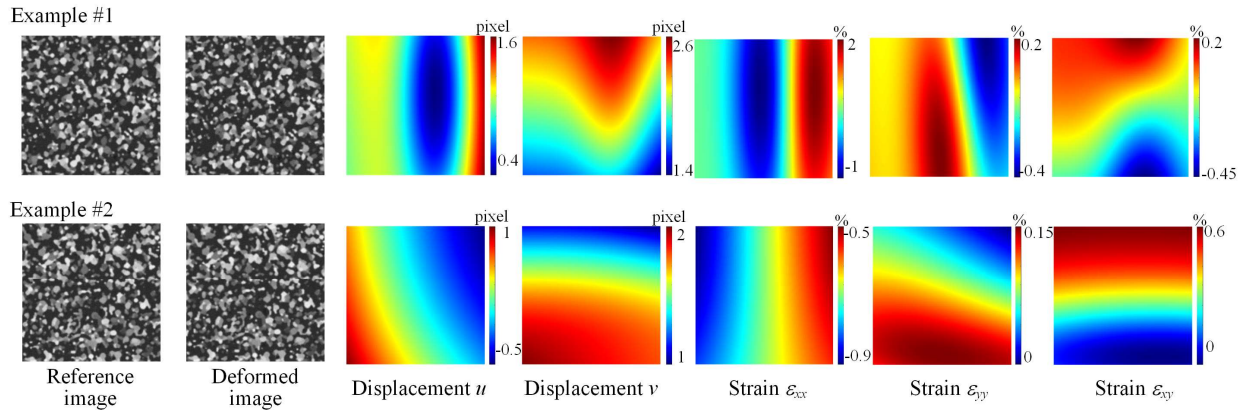 Example #1
pixel
1.6
0.4
pixel
2.6
1.4
%
2
-1
%
0.2
-0.4
%
0.2
-0.45
Example #2
pixel
1
-0.5
pixel
2
1
%
-0.5
-0.9
%
0.15
0
%
0.6
0
Reference
image
Deformed
image
Displacement u
Displacement v
Strain εxx
Strain εyy
Strain εxy